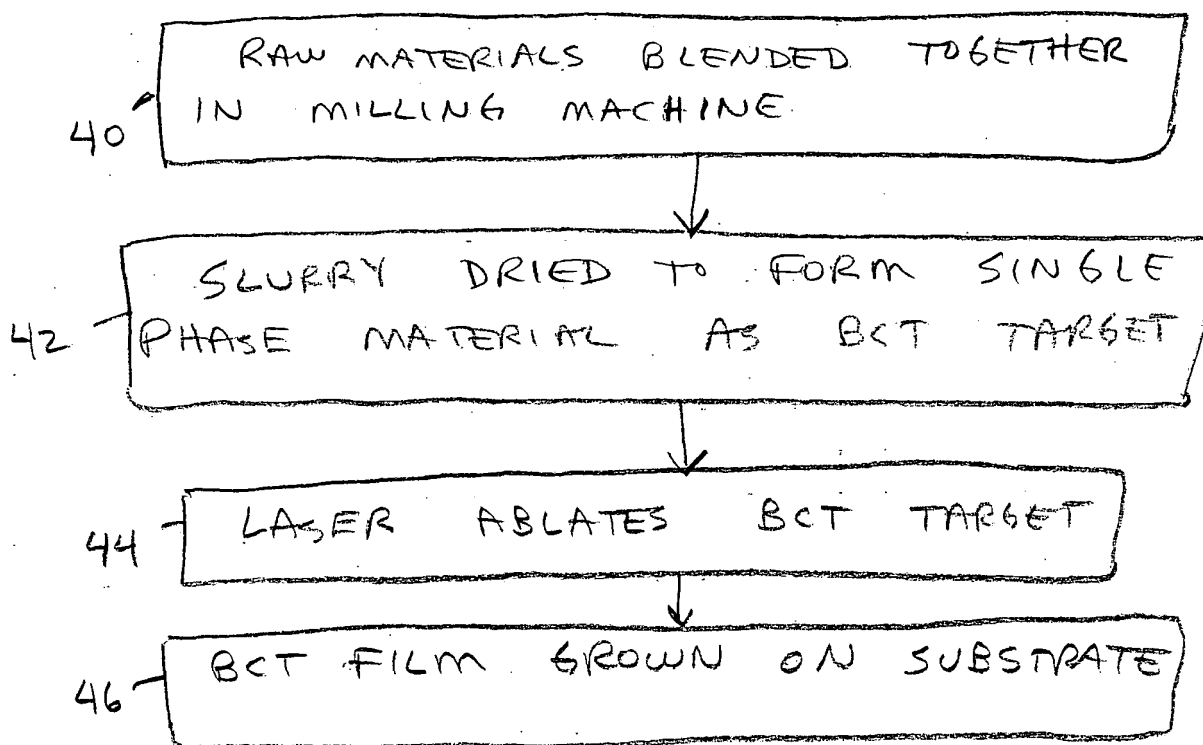 RAW MATERIALS BLENDED TOGETHER
IN MILLING MACHINE
40
SLURRY DRIED TO FORM SINGLE
42
PHASE MATERIAL AS BCT TARGET
44
LASER ABLATES BCT TARGET
46
BCT FILM GROWN ON SUBSTRATE